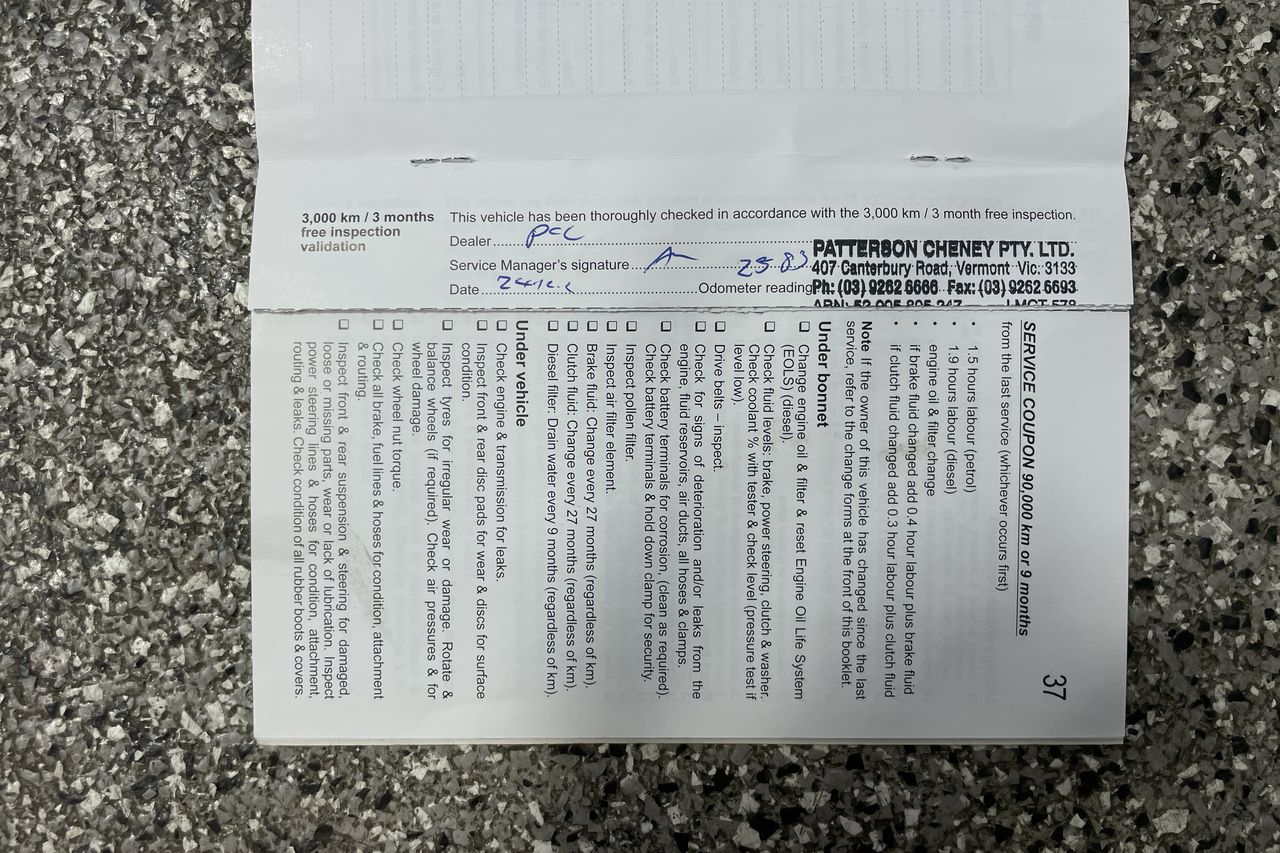 3,000 km / 3 months
free inspection
validation
This vehicle has been thoroughly checked in accordance with the 3,000 km / 3 month free inspection.
Dealer PCC
Service Manager's signature
Date Odometer reading
PATTERSON CHENEY PTY. LTD.
407 Canterbury Road, Vermont Vic. 3133
Ph: (03) 9262 6666 Fax: (03) 9262 6693
37
SERVICE COUPON 90,000 km or 9 months
from the last service (whichever occurs first)
• 1.5 hours labour (petrol)
• 1.9 hours labour (diesel)
• engine oil & filter change
• if brake fluid changed add 0.4 hour labour plus brake fluid
• if clutch fluid changed add 0.3 hour labour plus clutch fluid
Note If the owner of this vehicle has changed since the last
service, refer to the change forms at the front of this booklet.
Under bonnet
☐ Change engine oil & filter & reset Engine Oil Life System
(EOLS) (diesel).
☐ Check fluid levels: brake, power steering, clutch & washer.
Check coolant % with tester & check level (pressure test if
level low).
☐ Drive belts – inspect.
☐ Check for signs of deterioration and/or leaks from the
engine, fluid reservoirs, air ducts, all hoses & clamps.
☐ Check battery terminals for corrosion, (clean as required).
Check battery terminals & hold down clamp for security.
☐ Inspect pollen filter.
☐ Inspect air filter element.
☐ Brake fluid: Change every 27 months (regardless of km).
☐ Clutch fluid: Change every 27 months (regardless of km).
☐ Diesel filter: Drain water every 9 months (regardless of km).
Under vehicle
☐ Check engine & transmission for leaks.
☐ Inspect front & rear disc pads for wear & discs for surface
condition.
☐ Inspect tyres for irregular wear or damage. Rotate &
balance wheels (if required). Check air pressures & for
wheel damage.
☐ Check wheel nut torque.
☐ Check all brake, fuel lines & hoses for condition, attachment
& routing.
☐ Inspect front & rear suspension & steering for damaged,
loose or missing parts, wear or lack of lubrication. Inspect
power steering lines & hoses for condition, attachment,
routing & leaks. Check condition of all rubber boots & covers.